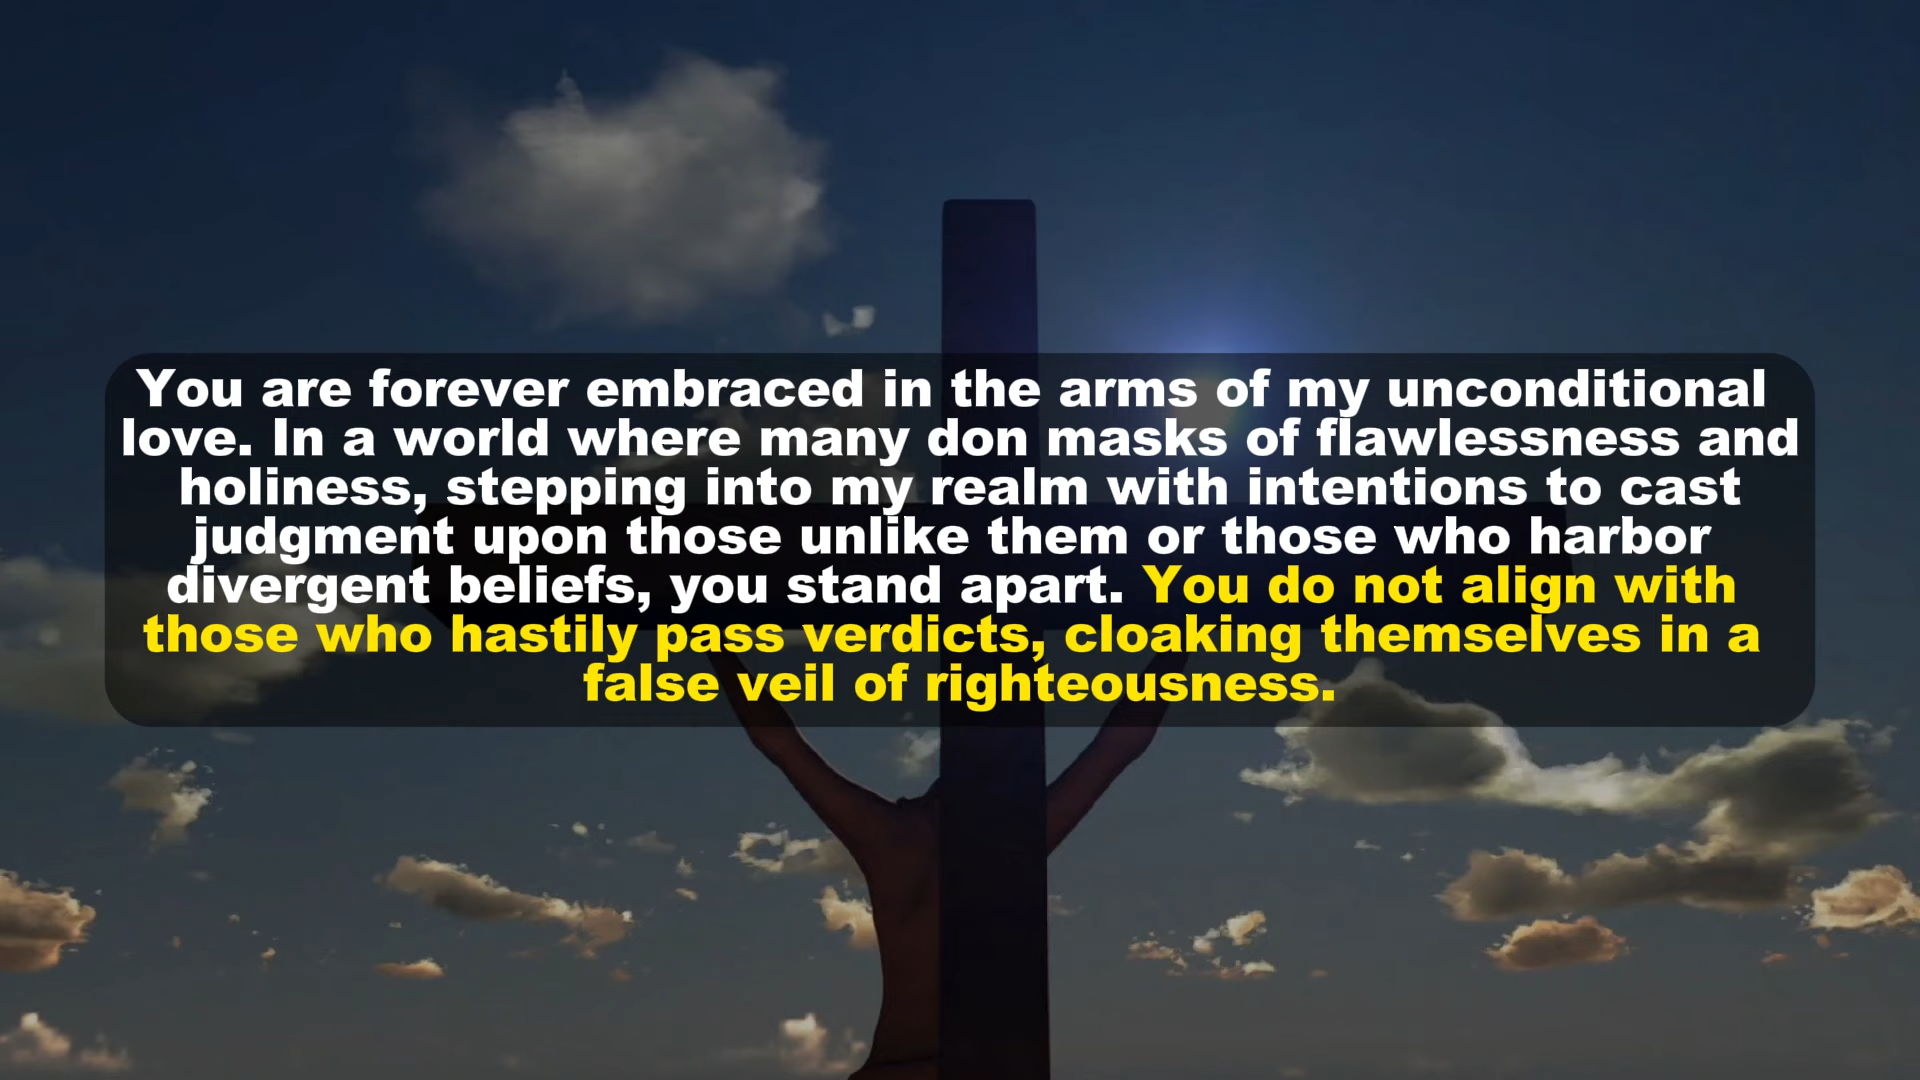 You are forever embraced in the arms of my unconditional
love. In a world where many don masks of flawlessness and
holiness, stepping into my realm with intentions to cast
judgment upon those unlike them or those who harbor
divergent beliefs, you stand apart. You do not align with
those who hastily pass verdicts, cloaking themselves in a
false veil of righteousness.